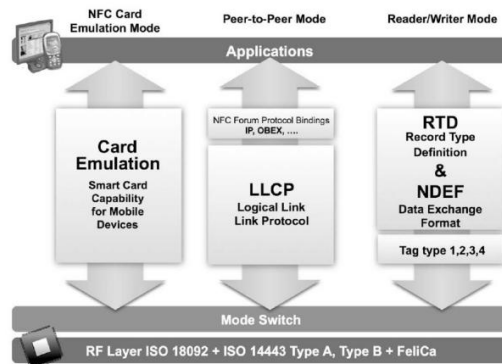 NFC Card
Emulation Mode
Peer-to-Peer Mode
Reader/Writer Mode
Applications
Card
Emulation
Smart Card
Capability
for Mobile
Devices
NFC Forum Protocol Bindings
IP, OBEX, ....
LLCP
Logical Link
Link Protocol
RTD
Record Type
Definition
&
NDEF
Data Exchange
Format
Tag type 1,2,3,4
Mode Switch
RF Layer ISO 18092 + ISO 14443 Type A, Type B + FeliCa